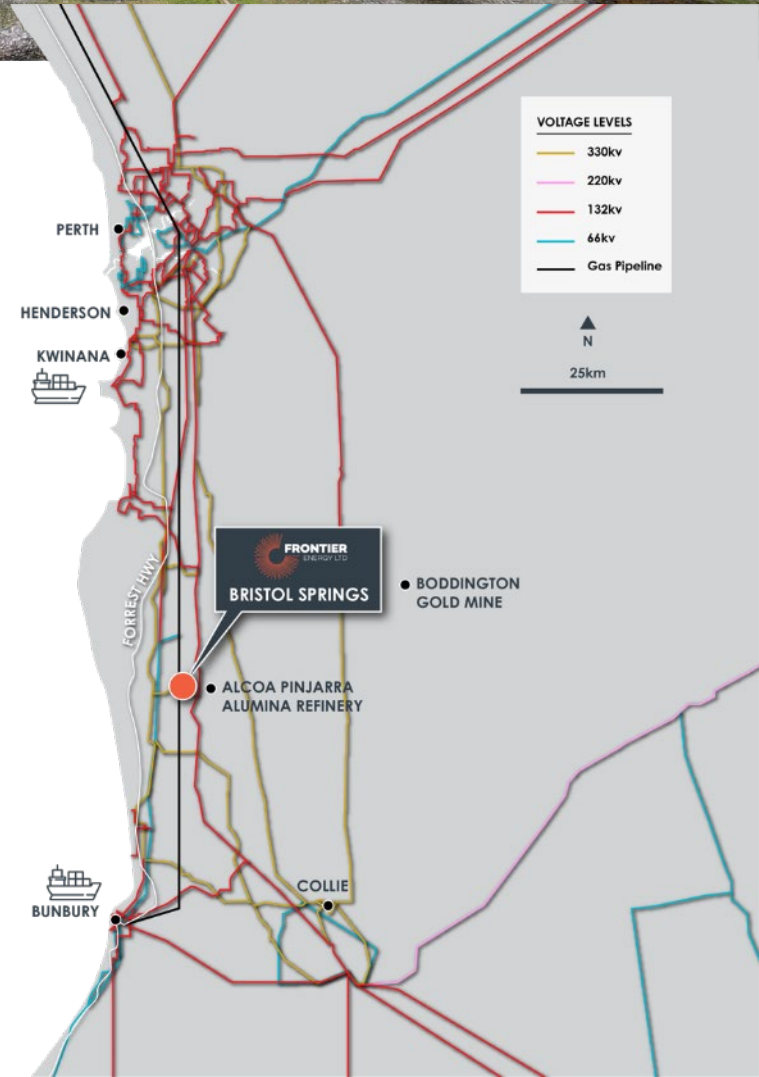 VOLTAGE LEVELS
330kv
220kv
132kv
66kv
Gas Pipeline
N
25km
PERTH
HENDERSON
KWINANA
FORREST HWY
FRONTIER
ENERGY LTD
BRISTOL SPRINGS
BODDINGTON
GOLD MINE
ALCOA PINJARRA
ALUMINA REFINERY
COLLIE
BUNBURY